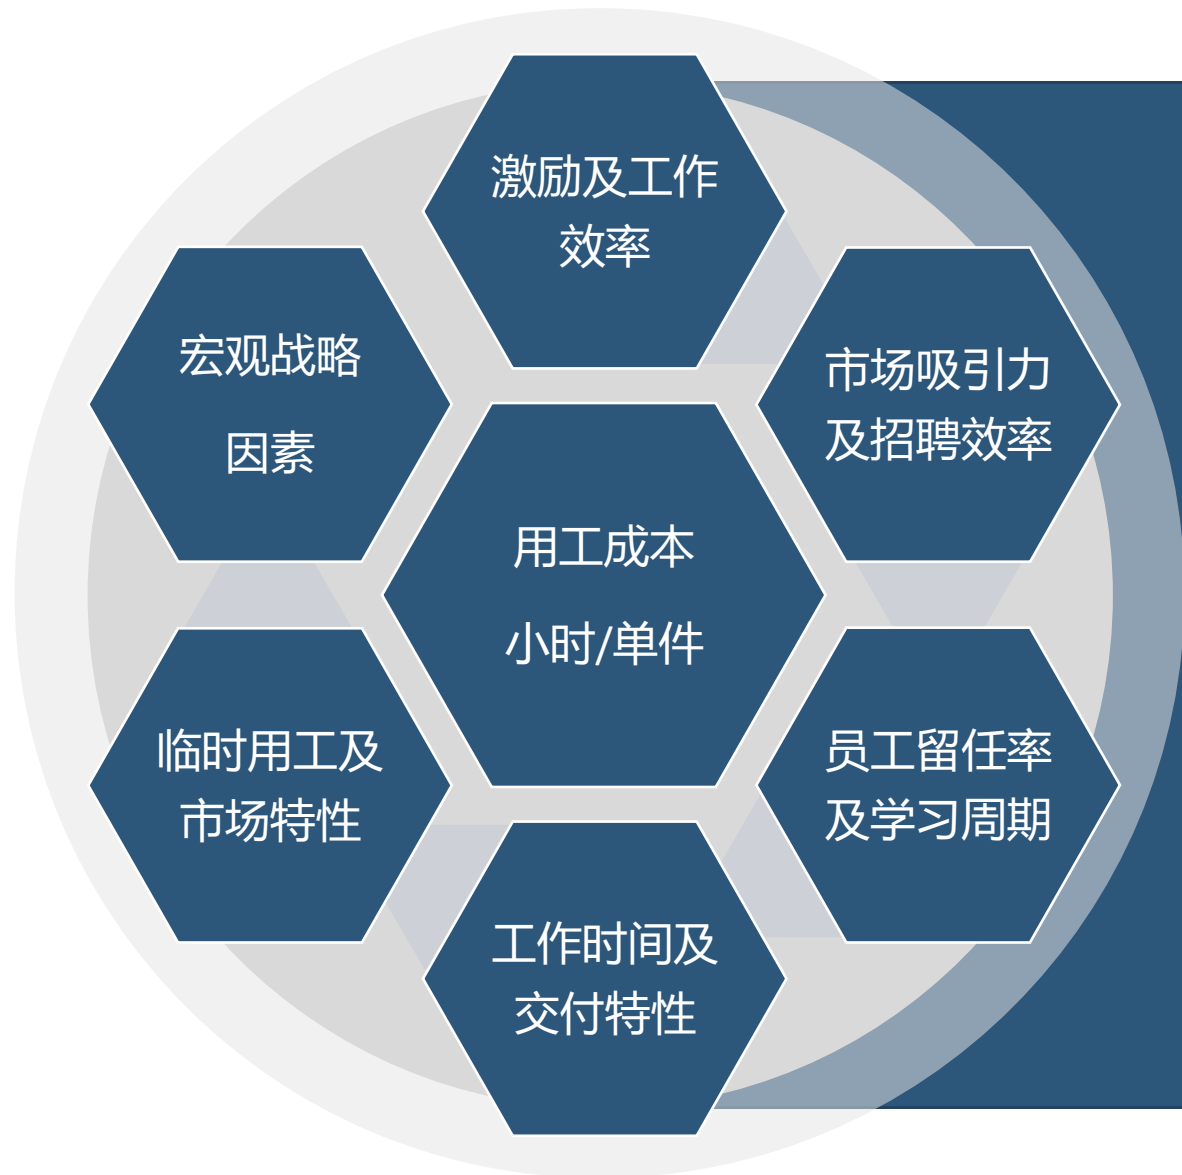 激励及工作
效率
宏观战略
因素
市场吸引力
及招聘效率
用工成本
小时/单件
临时用工及
市场特性
员工留任率
及学习周期
工作时间及
交付特性